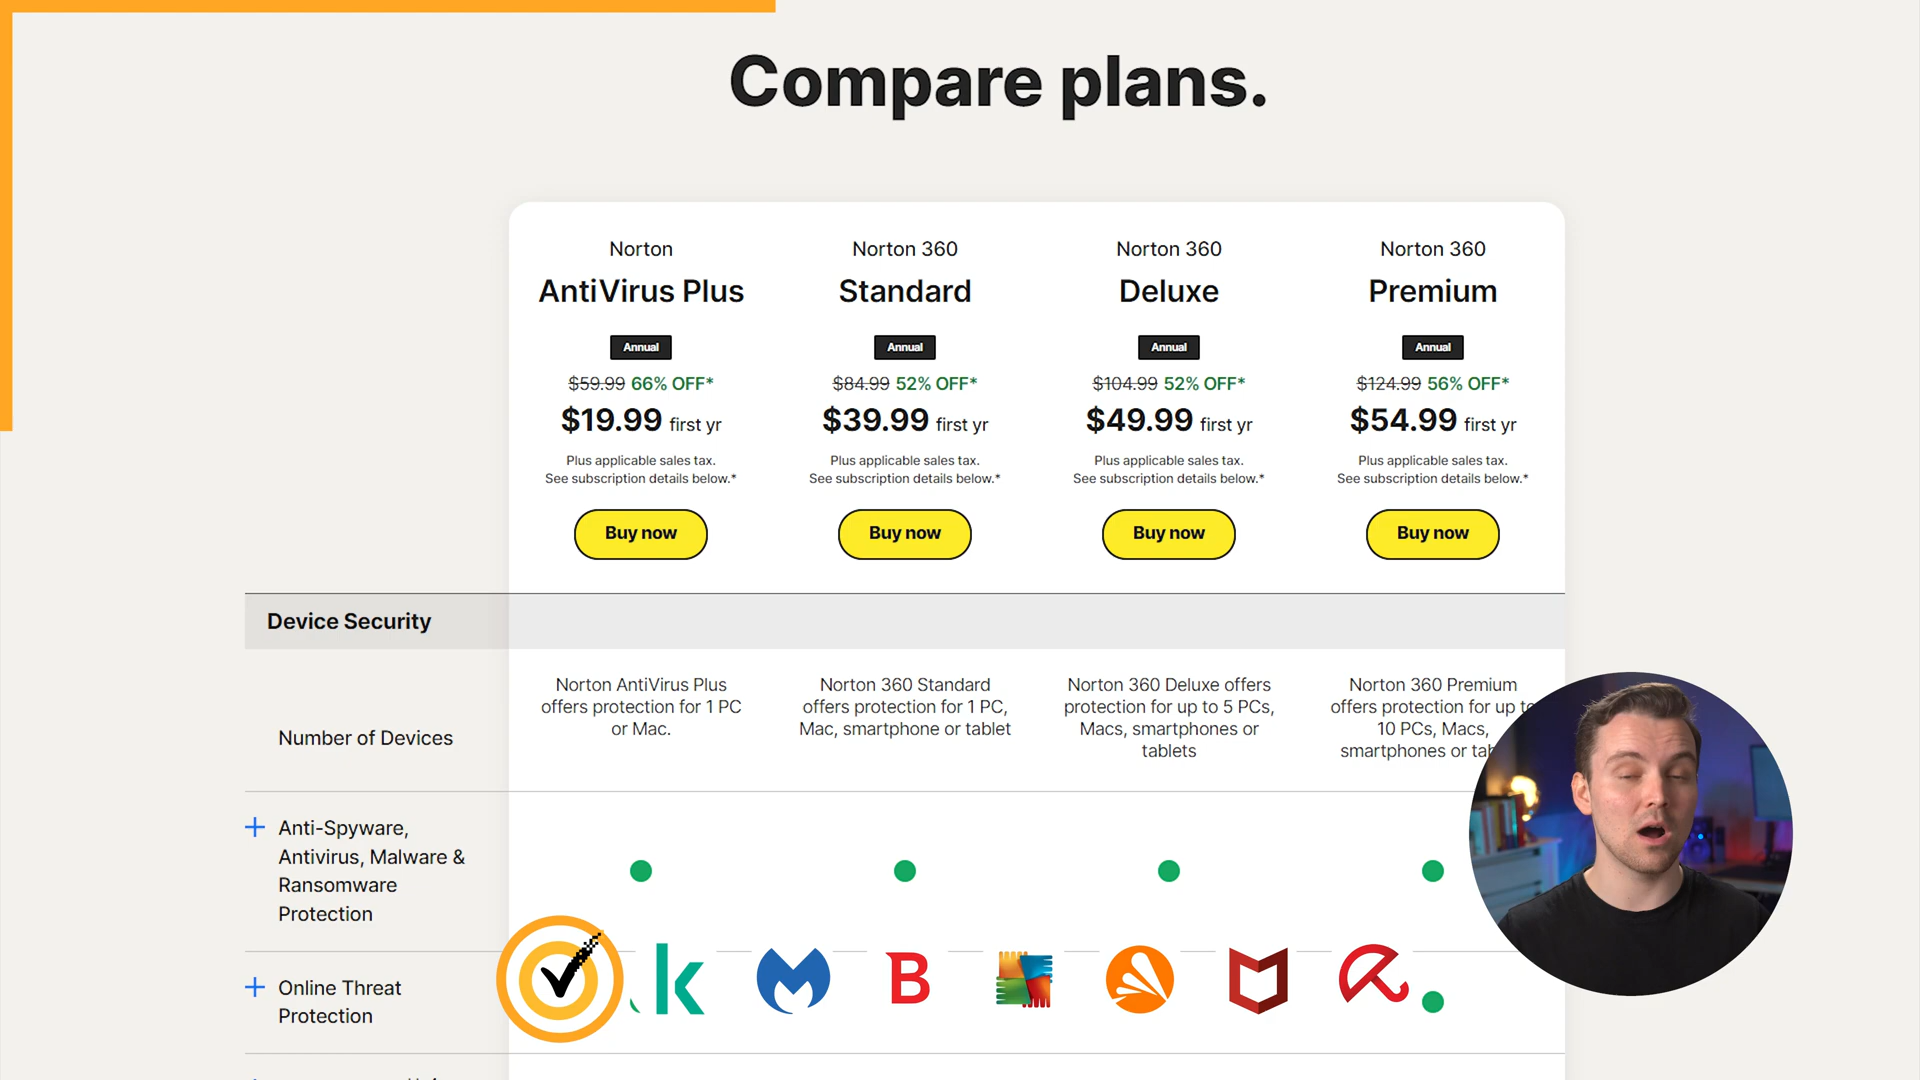 Compare plans.
Norton
AntiVirus Plus
Annual
$59.99 66% OFF*
$19.99 first yr
Plus applicable sales tax.
See subscription details below.*
Buy now
Norton 360
Standard
Annual
$84.99 52% OFF*
$39.99 first yr
Plus applicable sales tax.
See subscription details below.*
Buy now
Norton 360
Deluxe
Annual
$104.99 52% OFF*
$49.99 first yr
Plus applicable sales tax.
See subscription details below.*
Buy now
Norton 360
Premium
Annual
$124.99 56% OFF*
$54.99 first yr
Plus applicable sales tax.
See subscription details below.*
Buy now
Device Security
Number of Devices
Norton AntiVirus Plus
offers protection for 1 PC
or Mac.
Norton 360 Standard
offers protection for 1 PC,
Mac, smartphone or tablet
Norton 360 Deluxe offers
protection for up to 5 PCs,
Macs, smartphones or
tablets
Norton 360 Premium
offers protection for up to
10 PCs, Macs,
smartphones or
Anti-Spyware,
Antivirus, Malware &
Ransomware
Protection
Online Threat
Protection
k
B